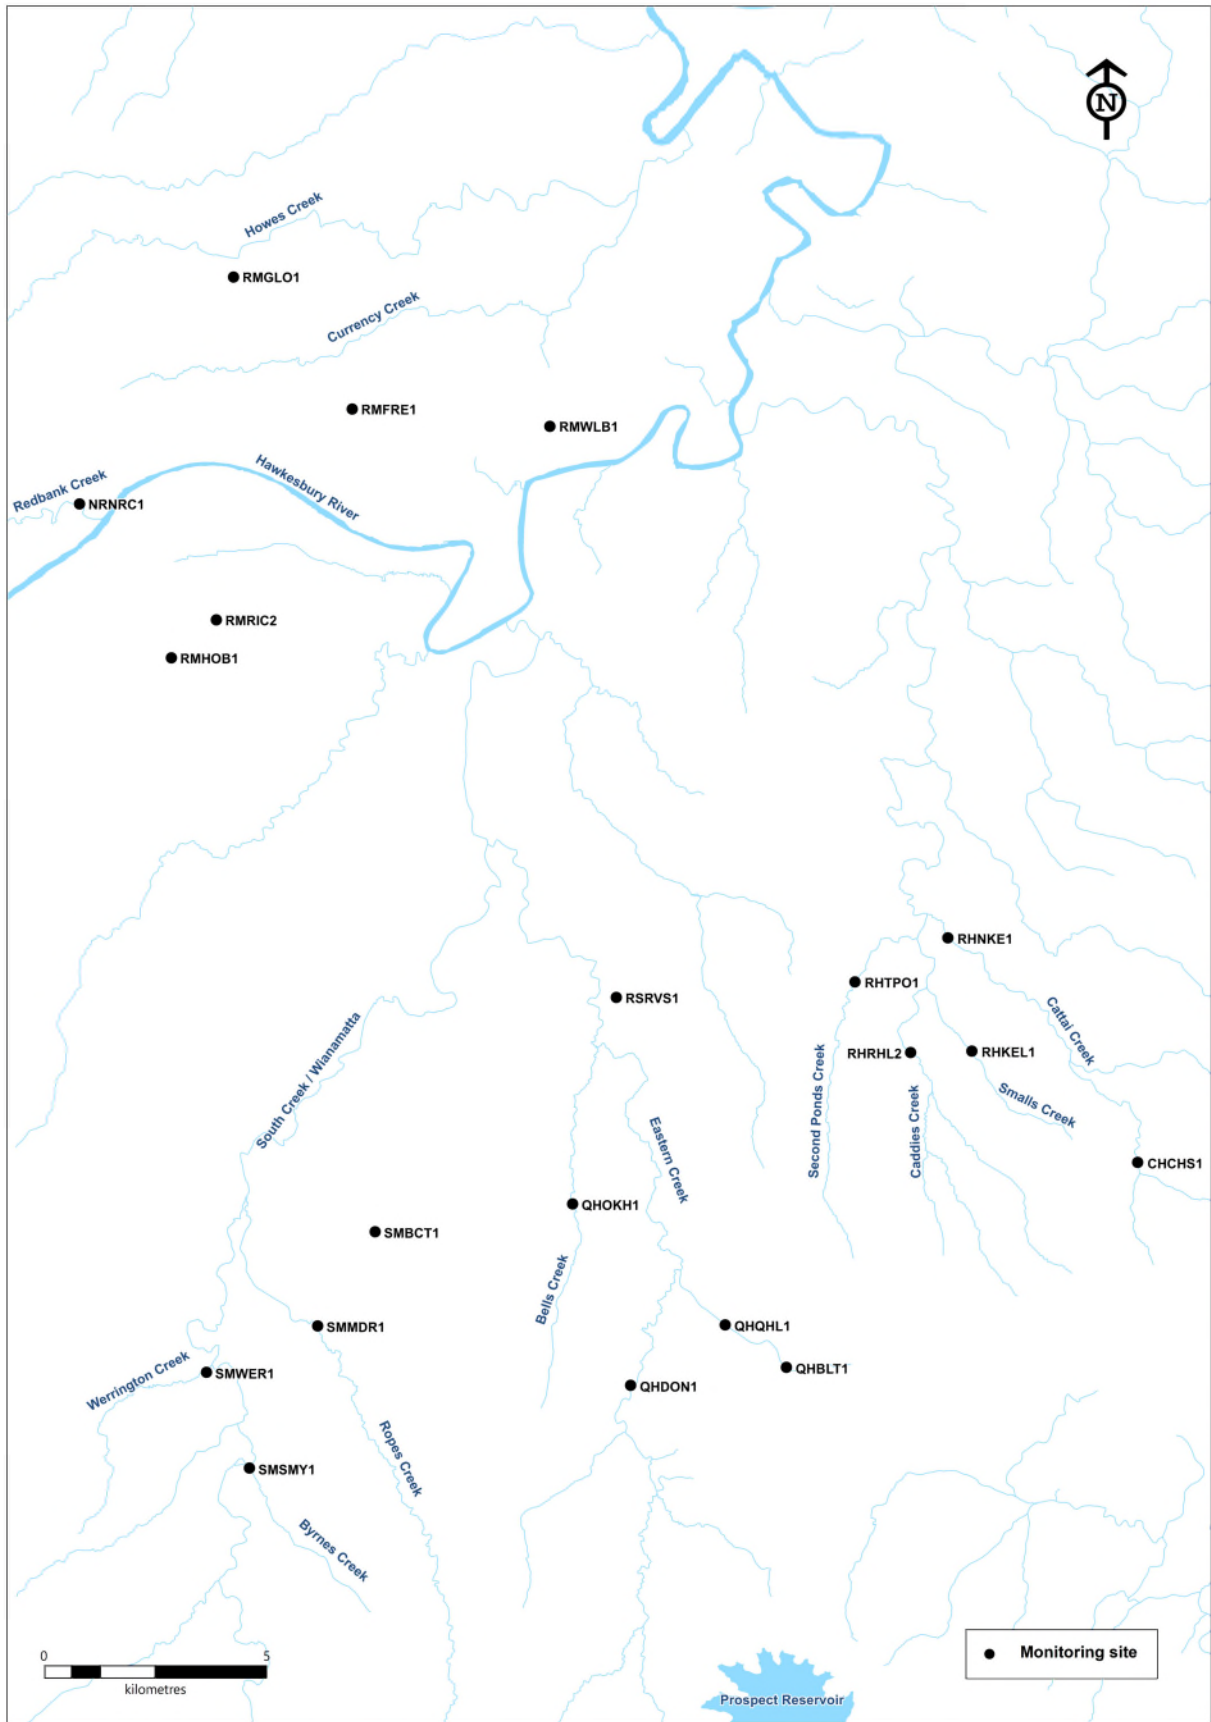 N
Howes Creek
RMGLO1
Currency Creek
RMFRE1
RMWLB1
Hawkesbury River
Redbank Creek
NRNRC1
RMRIC2
RMHOB1
RHNKE1
RHTPO1
RSRVS1
Cattai Creek
South Creek / Wianamatta
RHRHL2
RHKEL1
Second Ponds Creek
Caddies Creek
Smalls Creek
Eastern Creek
CHCHS1
QHOKH1
SMBCT1
Bells Creek
SMMDR1
QHQHL1
Werrington Creek
SMWER1
QHBLT1
QHDON1
Ropes Creek
SMSMY1
Byrnes Creek
0 5
kilometres
Monitoring site
Prospect Reservoir